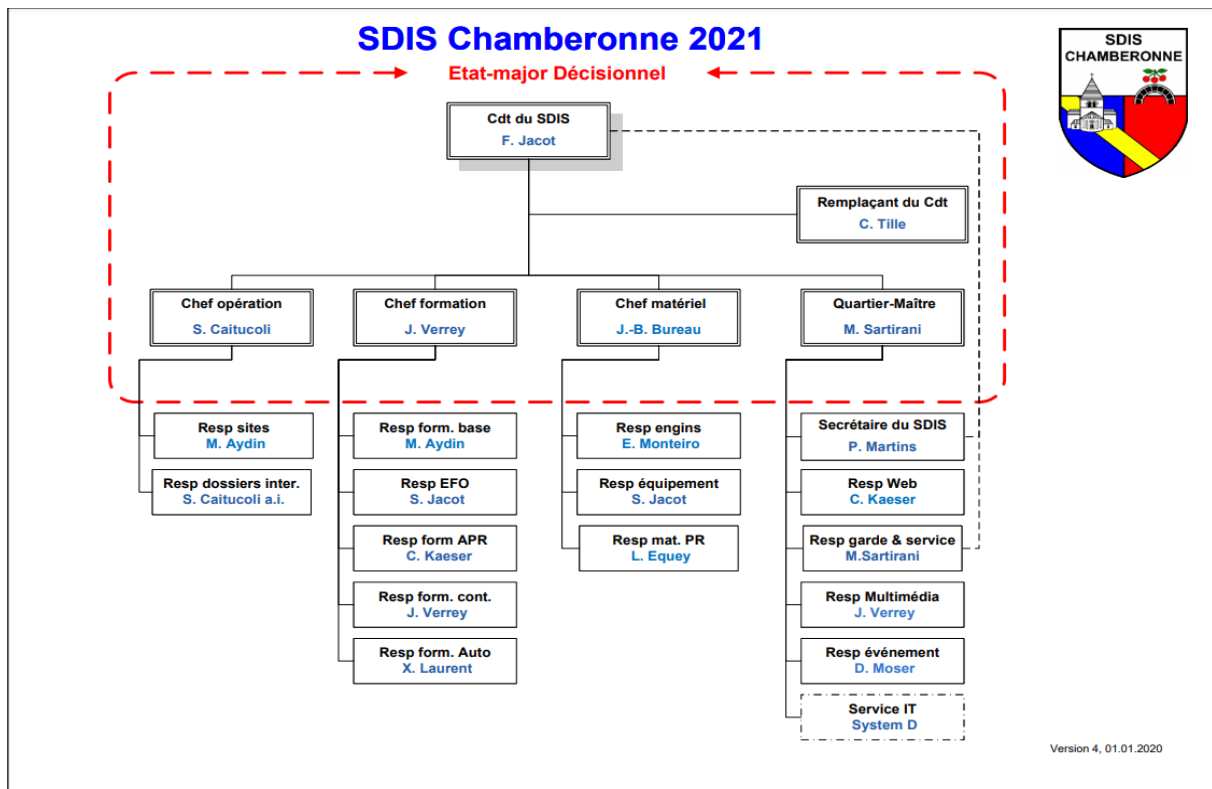 SDIS Chamberonne 2021
Etat-major Décisionnel
SDIS
CHAMBERONNE
Cdt du SDIS
F. Jacot
Remplaçant du Cdt
C. Tille
Chef opération
S. Caitucoli
Chef formation
J. Verrey
Chef matériel
J.-B. Bureau
Quartier-Maître
M. Sartirani
Resp sites
M. Aydin
Resp dossiers inter.
S. Caitucoli a.i.
Resp form. base
M. Aydin
Resp EFO
S. Jacot
Resp form APR
C. Kaeser
Resp form. cont.
J. Verrey
Resp form. Auto
X. Laurent
Resp engins
E. Monteiro
Resp équipement
S. Jacot
Resp mat. PR
L. Equey
Secrétaire du SDIS
P. Martins
Resp Web
C. Kaeser
Resp garde & service
M.Sartirani
Resp Multimédia
J. Verrey
Resp événement
D. Moser
Service IT
System D
Version 4, 01.01.2020